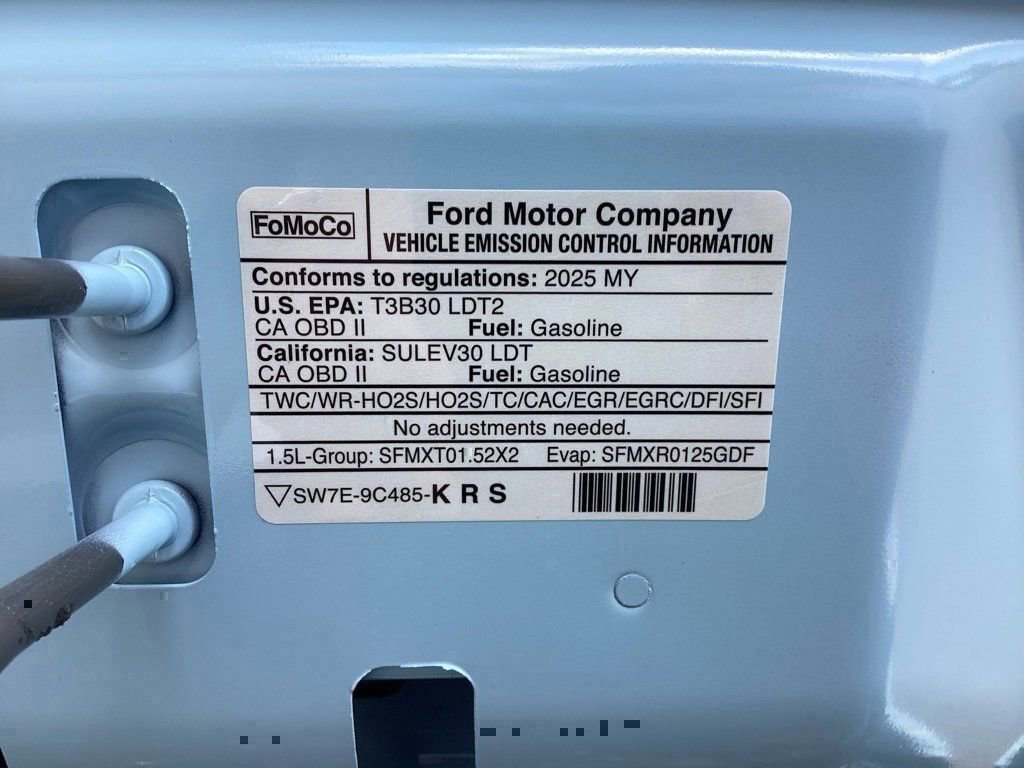 FoMoCo
Ford Motor Company
VEHICLE EMISSION CONTROL INFORMATION
Conforms to regulations: 2025 MY
U.S. EPA: T3B30 LDT2
CA OBD II Fuel: Gasoline
California: SULEV30 LDT
CA OBD II Fuel: Gasoline
TWC/WR-HO2S/HO2S/TC/CAC/EGR/EGRC/DFI/SFI
No adjustments needed.
1.5L-Group: SFMXT01.52X2 Evap: SFMXR0125GDF
SW7E-9C485-K R S